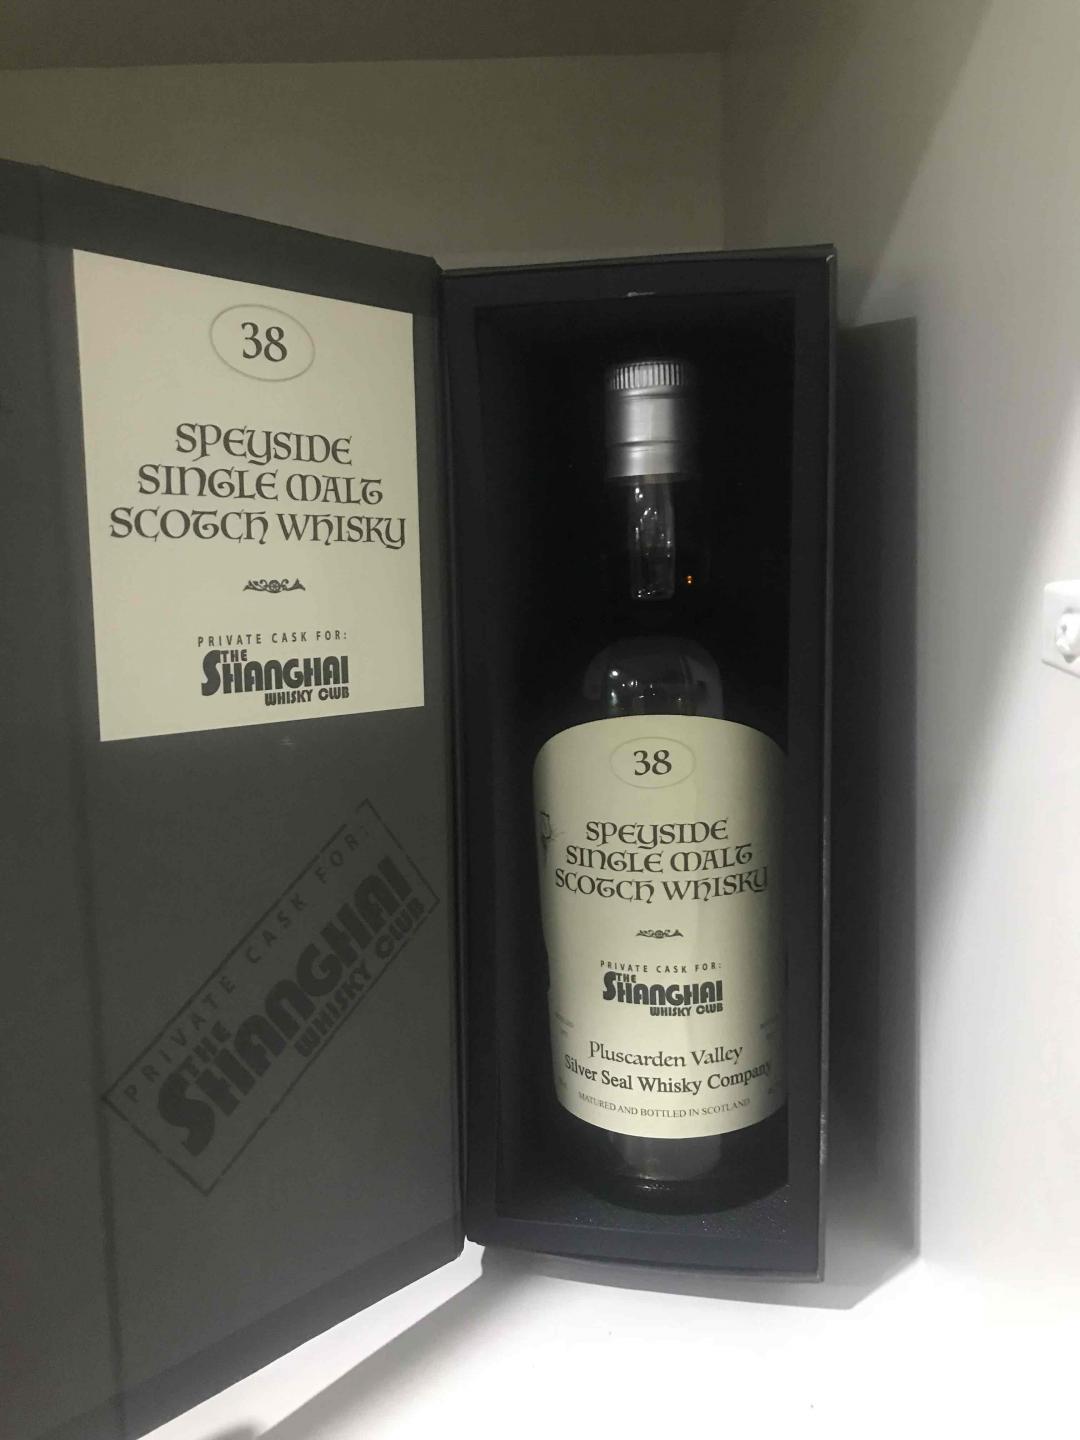 38
SPEYSIDE
SINGLE MALT
SCOTCH WHISKY
PRIVATE CASK FOR:
THE
SHANGHAI
WHISKY CLUB
PRIVATE CASK FOR:
THE
SHANGHAI
WHISKY CLUB
38
SPEYSIDE
SINGLE MALT
SCOTCH WHISKY
PRIVATE CASK FOR:
THE
SHANGHAI
WHISKY CLUB
Pluscarden Valley
Silver Seal Whisky Company
MATURED AND BOTTLED IN SCOTLAND